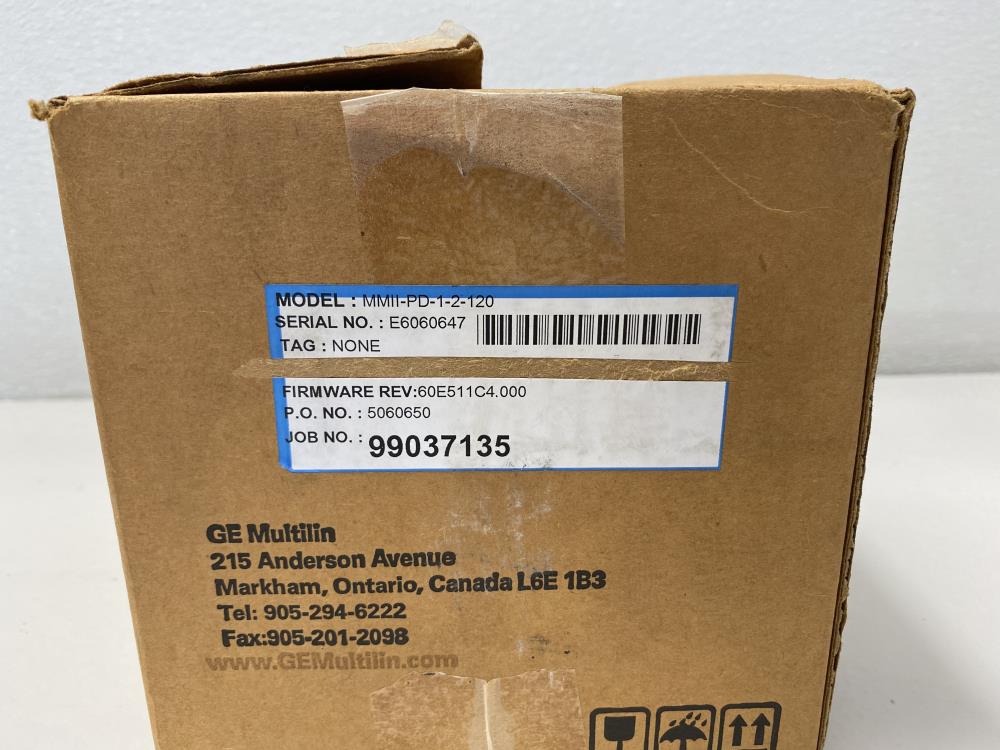 MODEL : MMII-PD-1-2-120
SERIAL NO. : E6060647
TAG : NONE
FIRMWARE REV:60E511C4.000
P.O. NO. : 5060650
JOB NO. : 99037135
GE Multilin
215 Anderson Avenue
Markham, Ontario, Canada L6E 1B3
Tel: 905-294-6222
Fax:905-201-2098
www.GEMultilin.com